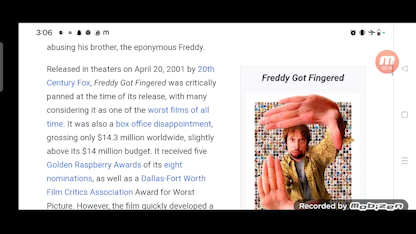 3:06
abusing his brother, the eponymous Freddy.
Released in theaters on April 20, 2001 by 20th
Century Fox, Freddy Got Fingered was critically
panned at the time of its release, with many
considering it as one of the worst films of all
time. It was also a box office disappointment,
grossing only $14.3 million worldwide, slightly
above its $14 million budget. It received five
Golden Raspberry Awards of its eight
nominations, as well as a Dallas-Fort Worth
Film Critics Association Award for Worst
Picture. However, the film quickly developed a
Freddy Got Fingered
Recorded by MOBIZEN